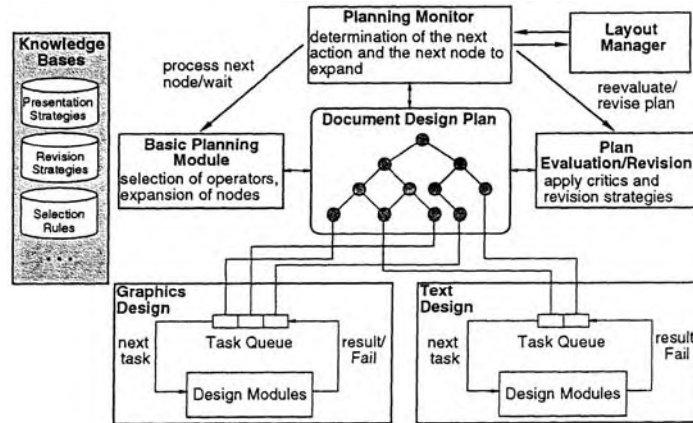 Planning Monitor
determination of the next
action and the next node to
expand
Layout
Manager
Knowledge
Bases
Presentation
Strategies
Revision
Strategies
Selection
Rules
• • •
process next
node/wait
reevaluate/
revise plan
Basic Planning
Module
selection of operators,
expansion of nodes
Document Design Plan
Plan
Evaluation/Revision
apply critics and
revision strategies
Graphics
Design
next
task
Task Queue
result/
Fail
Design Modules
Text
Design
next
task
Task Queue
result/
Fail
Design Modules